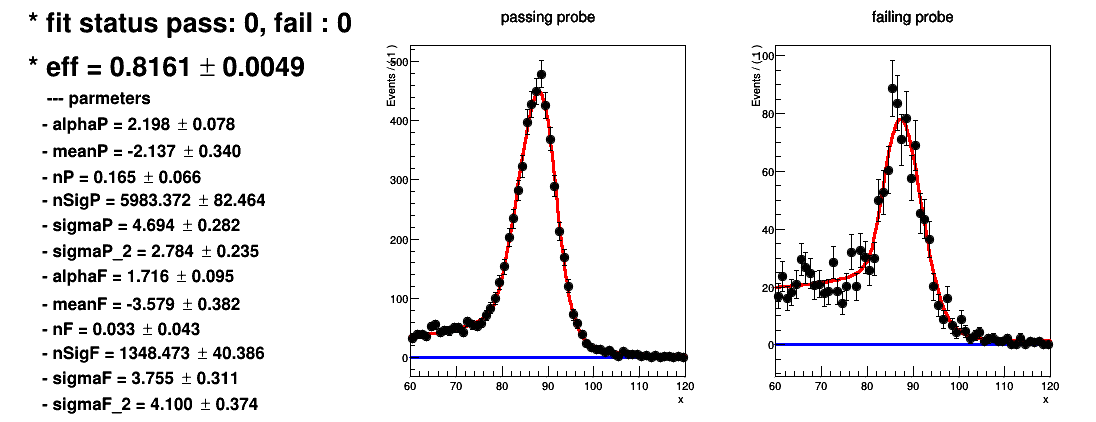 * fit status pass: 0, fail : 0
* eff = 0.8161 ± 0.0049
--- parmeters
- alphaP = 2.198 ± 0.078
- meanP = -2.137 ± 0.340
- nP = 0.165 ± 0.066
- nSigP = 5983.372 ± 82.464
- sigmaP = 4.694 ± 0.282
- sigmaP_2 = 2.784 ± 0.235
- alphaF = 1.716 ± 0.095
- meanF = -3.579 ± 0.382
- nF = 0.033 ± 0.043
- nSigF = 1348.473 ± 40.386
- sigmaF = 3.755 ± 0.311
- sigmaF_2 = 4.100 ± 0.374
passing probe
Events / ( 1 )
500
400
300
200
100
0
60 70 80 90 100 110 120
x
failing probe
Events / ( 1 )
100
80
60
40
20
0
60 70 80 90 100 110 120
x